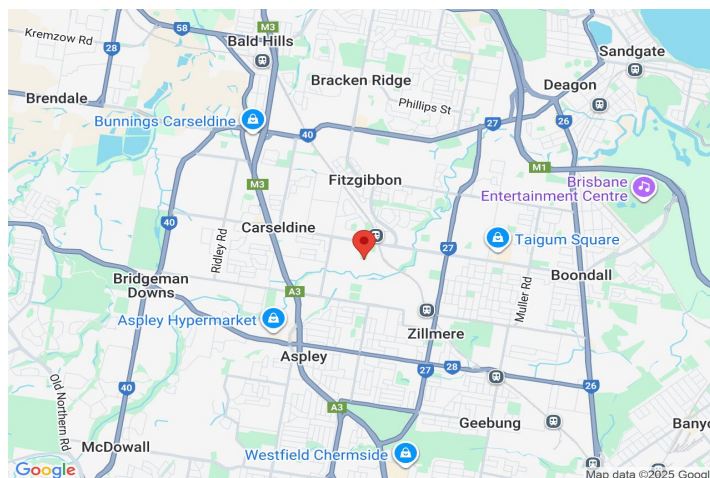 Kremzow Rd
58
M3
28
Bald Hills
Sandgate
Bracken Ridge
Deagon
Brendale
Phillips St
Bunnings Carseldine
27
26
40
M1
Fitzgibbon
M3
Brisbane
Entertainment Centre
40
Carseldine
Ridley Rd
27
Taigum Square
Bridgeman
Downs
Boondall
Muller Rd
A3
Aspley Hypermarket
Zillmere
Aspley
28
27
40
26
Old Northern Rd
A3
Geebung
Banyo
McDowall
Westfield Chermside
Google
Map data ©2025 Googl